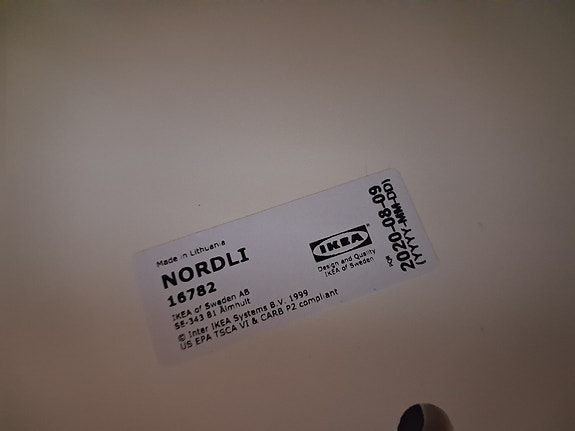 Made in Lithuania
NORDLI
16782
IKEA of Sweden AB
SE-343 81 Älmhult
© Inter IKEA Systems B.V. 1999
US EPA TSCA VI & CARB P2 compliant
IKEA
Design and Quality
IKEA of Sweden
2020-08-09
(YYYY-MM-DD)